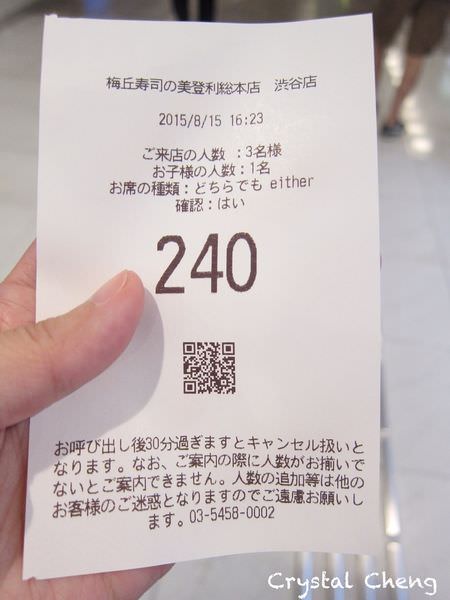 梅丘寿司の美登利総本店　渋谷店
2015/8/15 16:23
ご来店の人数 :3名様
お子様の人数:1名
お席の種類:どちらでも either
確認:はい
240
お呼び出し後30分過ぎますとキャンセル扱いと
なります。なお、ご案内の際に人数がお揃いで
ないとご案内できません。人数の追加等は他の
お客様のご迷惑となりますのでご遠慮お願いし
ます。03-5458-0002
Crystal Cheng